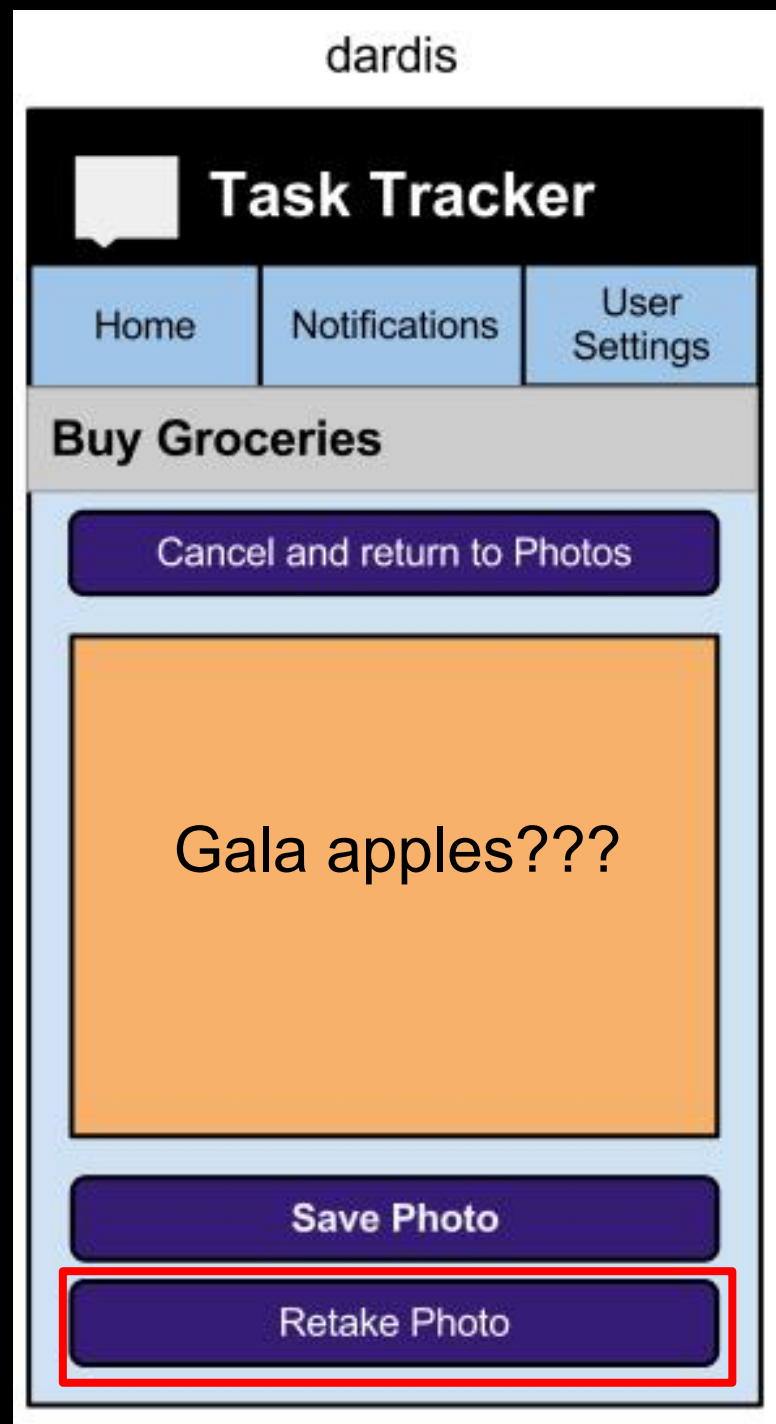 dardis
Task Tracker
Home
Notifications
User
Settings
Buy Groceries
Cancel and return to Photos
Gala apples???
Save Photo
Retake Photo